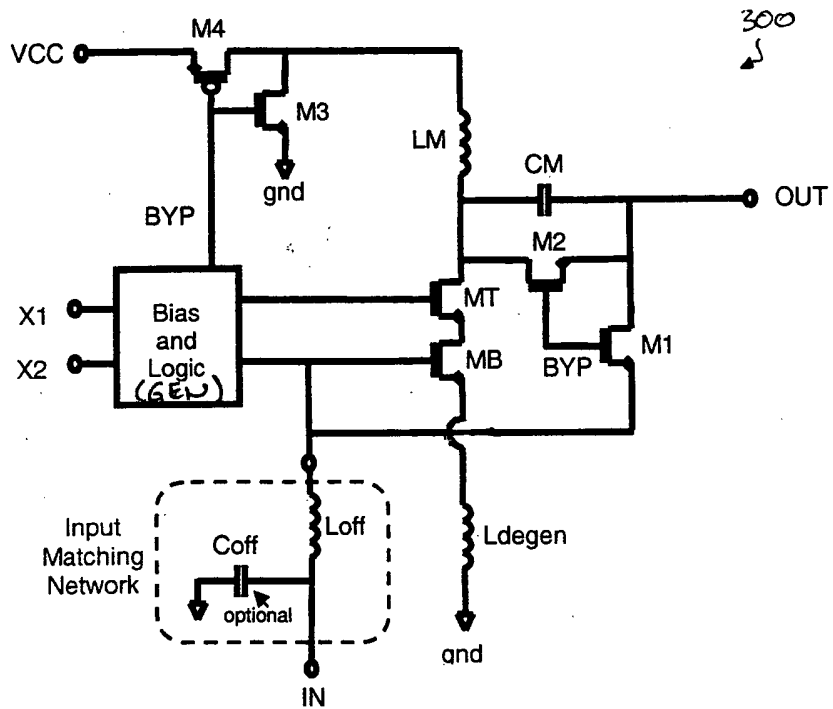 300
M4
VCC
M3
LM
gnd
CM
OUT
BYP
M2
X1
Bias
and
Logic
(GEN)
MT
X2
MB
BYP
M1
Input
Matching
Network
Loff
Coff
optional
Ldegen
gnd
IN